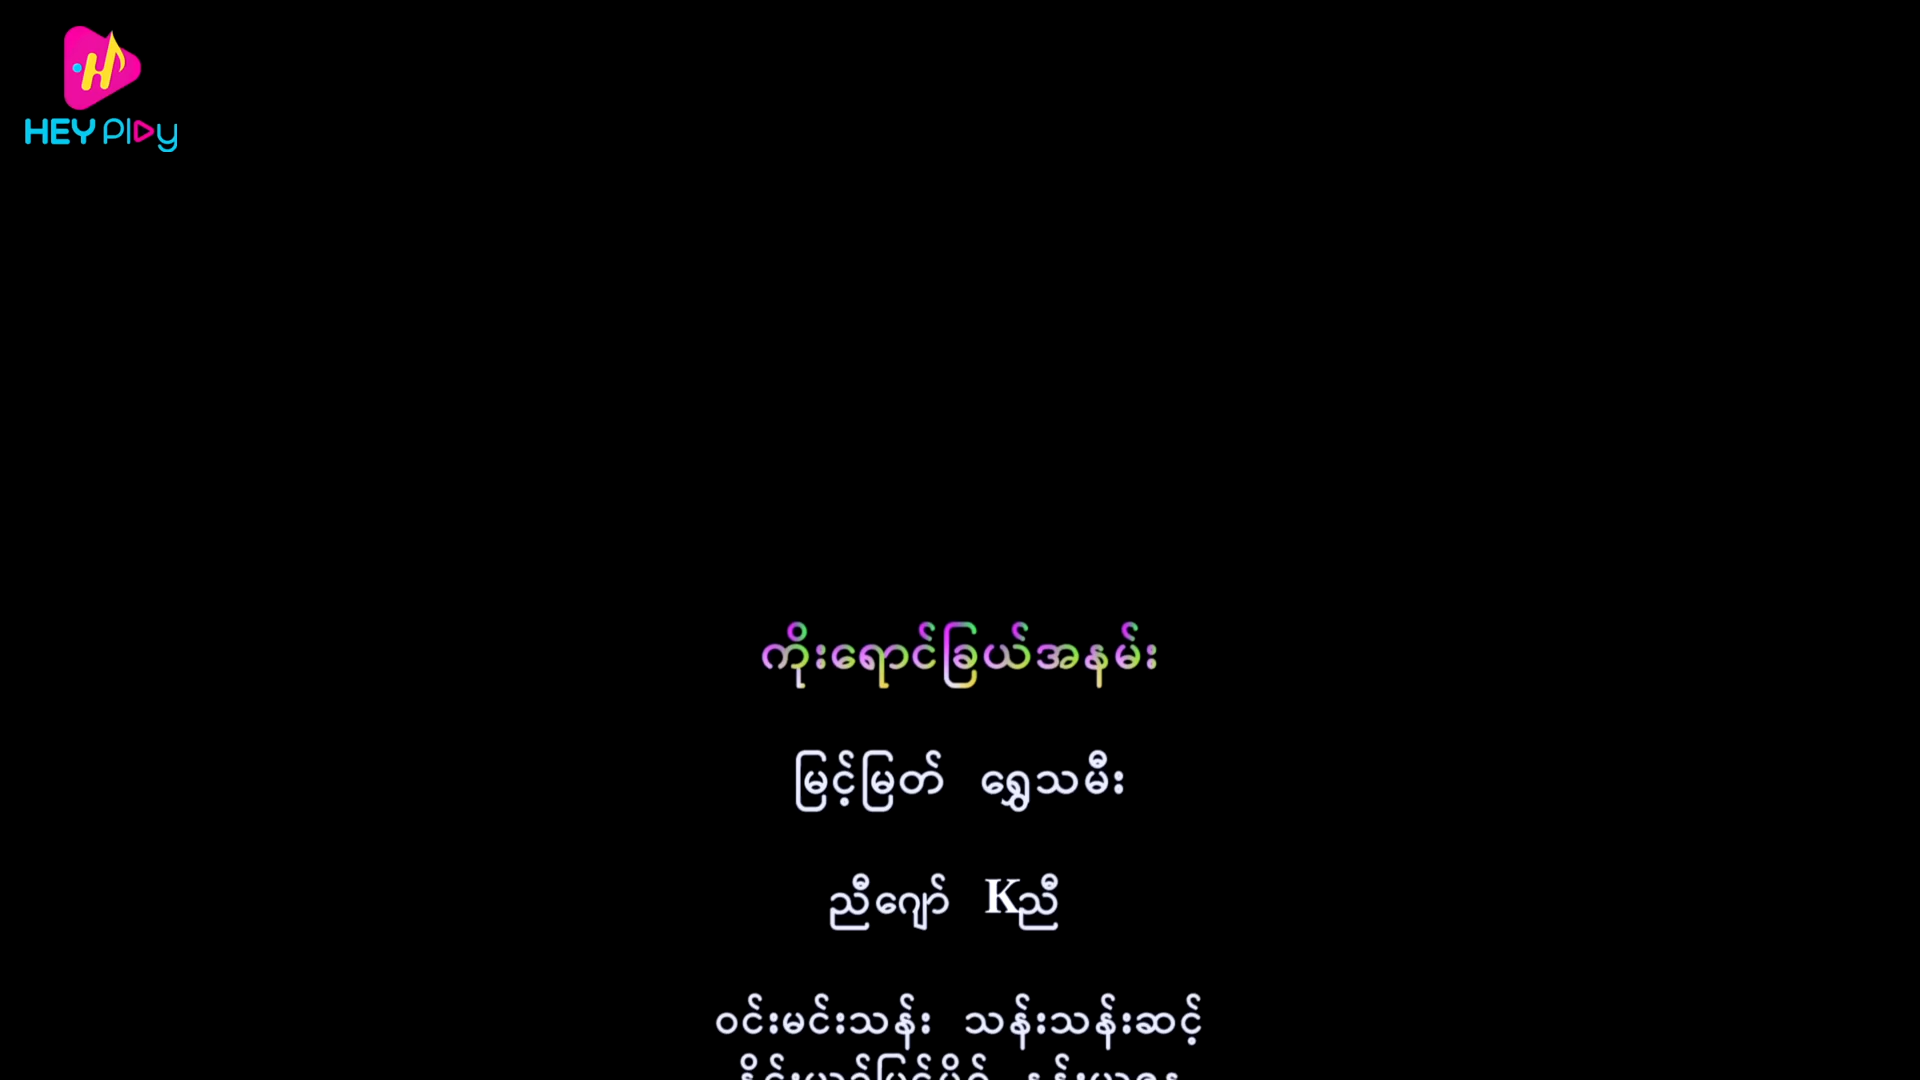 HEY Play
ကိုးရောင်ခြယ်အနမ်း
မြင့်မြတ် ရွှေသမီး
ညီဂျော် Kညီ
ဝင်းမင်းသန်း သန်းသန်းဆင့်